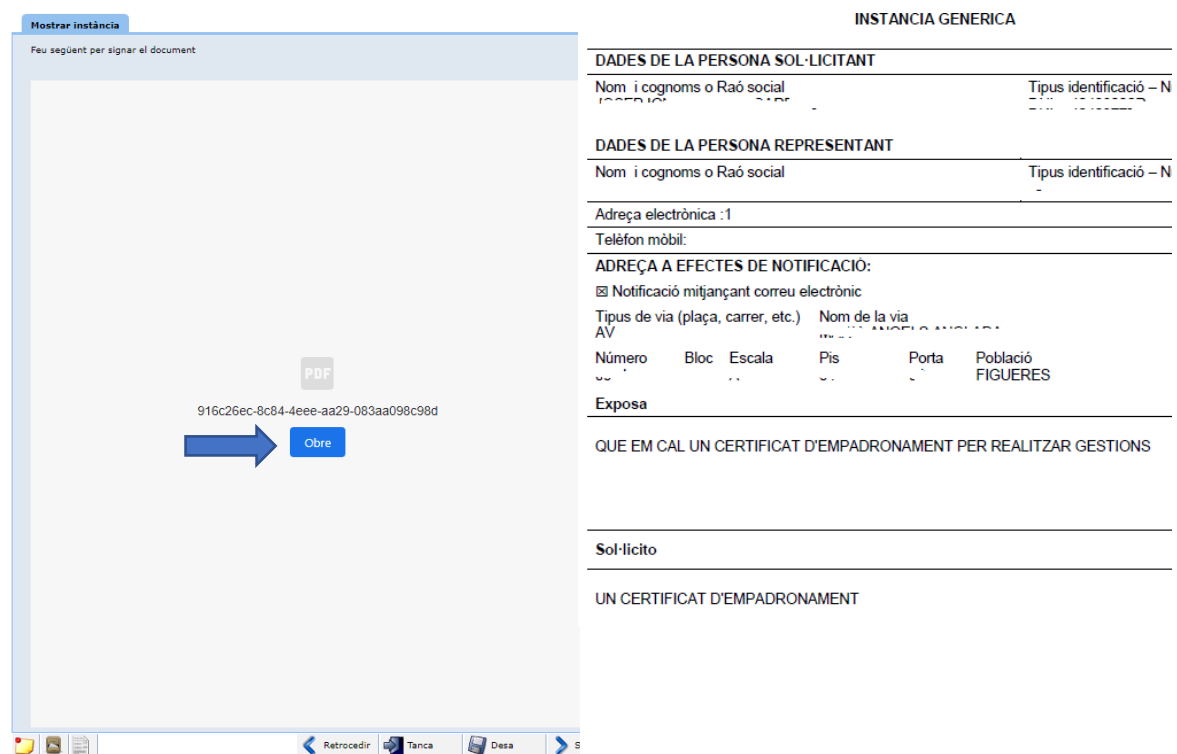 Mostrar instància
Feu següent per signar el document
PDF
916c26ec-8c84-4eee-aa29-083aa098c98d
Obre
Retrocedir Tanca Desa
INSTANCIA GENERICA
DADES DE LA PERSONA SOL·LICITANT
Nom i cognoms o Raó social Tipus identificació –
DADES DE LA PERSONA REPRESENTANT
Nom i cognoms o Raó social Tipus identificació –
Adreça electrònica :1
Telèfon mòbil:
ADREÇA A EFECTES DE NOTIFICACIÓ:
☒ Notificació mitjançant correu electrònic
Tipus de via (plaça, carrer, etc.) Nom de la via
AV
Número Bloc Escala Pis Porta Població
FIGUERES
Exposa
QUE EM CAL UN CERTIFICAT D'EMPADRONAMENT PER REALITZAR GESTIONS
Sol·licito
UN CERTIFICAT D'EMPADRONAMENT